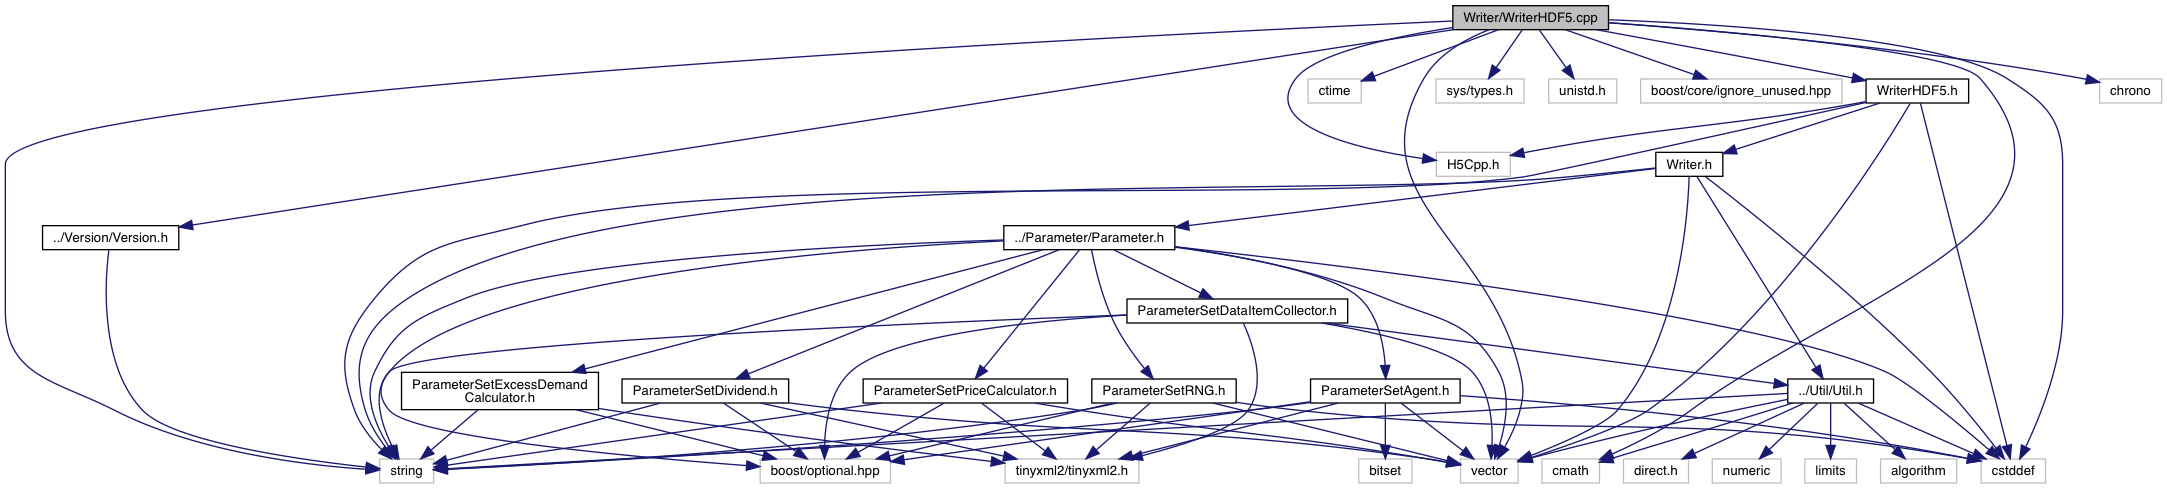 Writer/WriterHDF5.cpp
ctime
sys/types.h
unistd.h
boost/core/ignore_unused.hpp
WriterHDF5.h
chrono
H5Cpp.h
Writer.h
../Version/Version.h
../Parameter/Parameter.h
ParameterSetDataItemCollector.h
ParameterSetExcessDemand
Calculator.h
ParameterSetDividend.h
ParameterSetPriceCalculator.h
ParameterSetRNG.h
ParameterSetAgent.h
../Util/Util.h
string
boost/optional.hpp
tinyxml2/tinyxml2.h
bitset
vector
cmath
direct.h
numeric
limits
algorithm
cstddef